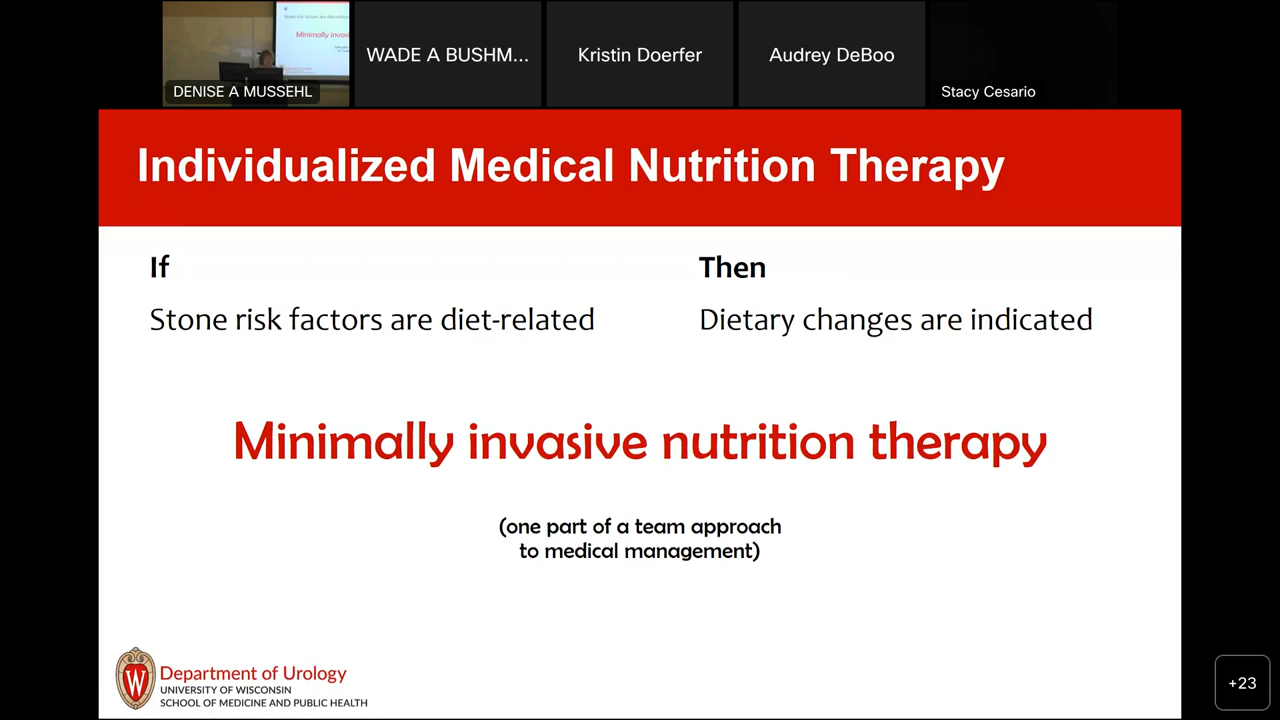 DENISE A MUSSEHL
WADE A BUSHM...
Kristin Doerfer
Audrey DeBoo
Stacy Cesario
Individualized Medical Nutrition Therapy
If
Then
Stone risk factors are diet-related
Dietary changes are indicated
Minimally invasive nutrition therapy
(one part of a team approach
to medical management)
W
Department of Urology
UNIVERSITY OF WISCONSIN
SCHOOL OF MEDICINE AND PUBLIC HEALTH
+23